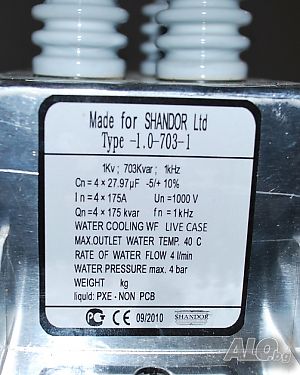 Made for SHANDOR Ltd
Type -1.0-703-1
1Kv; 703Kvar; 1kHz
Cn=4×27.97µF -5/+10%
In=4×175A Un=1000 V
Qn=4×175 kvar fn=1kHz
WATER COOLING WF LIVE CASE
MAX.OUTLET WATER TEMP. 40 C
RATE OF WATER FLOW 4 l/min
WATER PRESSURE max. 4 bar
WEIGHT kg
liquid: PXE - NON PCB
CE 09/2010 SHANDOR
ALO.bg